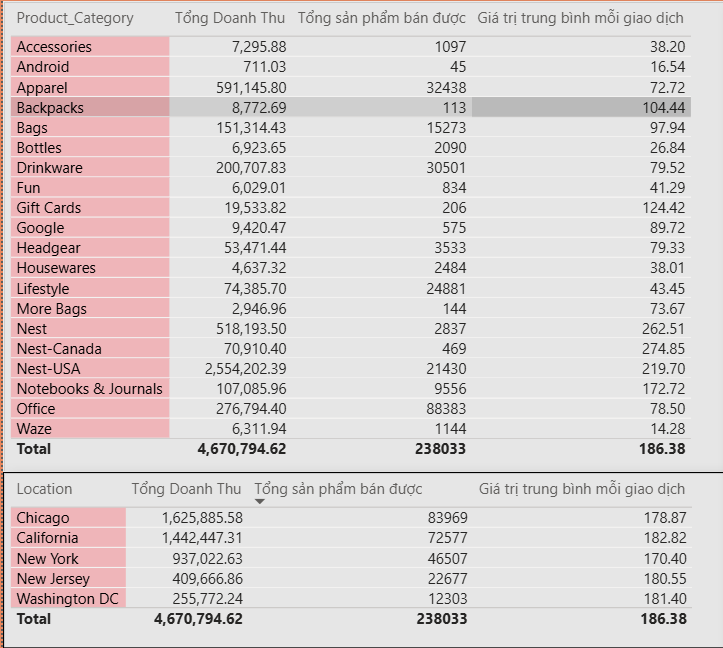 Product_Category Tổng Doanh Thu Tổng sản phẩm bán được Giá trị trung bình mỗi giao dịch
Accessories 7,295.88 1097 38.20
Android 711.03 45 16.54
Apparel 591,145.80 32438 72.72
Backpacks 8,772.69 113 104.44
Bags 151,314.43 15273 97.94
Bottles 6,923.65 2090 26.84
Drinkware 200,707.83 30501 79.52
Fun 6,029.01 834 41.29
Gift Cards 19,533.82 206 124.42
Google 9,420.47 575 89.72
Headgear 53,471.44 3533 79.33
Housewares 4,637.32 2484 38.01
Lifestyle 74,385.70 24881 43.45
More Bags 2,946.96 144 73.67
Nest 518,193.50 2837 262.51
Nest-Canada 70,910.40 469 274.85
Nest-USA 2,554,202.39 21430 219.70
Notebooks & Journals 107,085.96 9556 172.72
Office 276,794.40 88383 78.50
Waze 6,311.94 1144 14.28
Total 4,670,794.62 238033 186.38
Location Tổng Doanh Thu Tổng sản phẩm bán được Giá trị trung bình mỗi giao dịch
Chicago 1,625,885.58 83969 178.87
California 1,442,447.31 72577 182.82
New York 937,022.63 46507 170.40
New Jersey 409,666.86 22677 180.55
Washington DC 255,772.24 12303 181.40
Total 4,670,794.62 238033 186.38